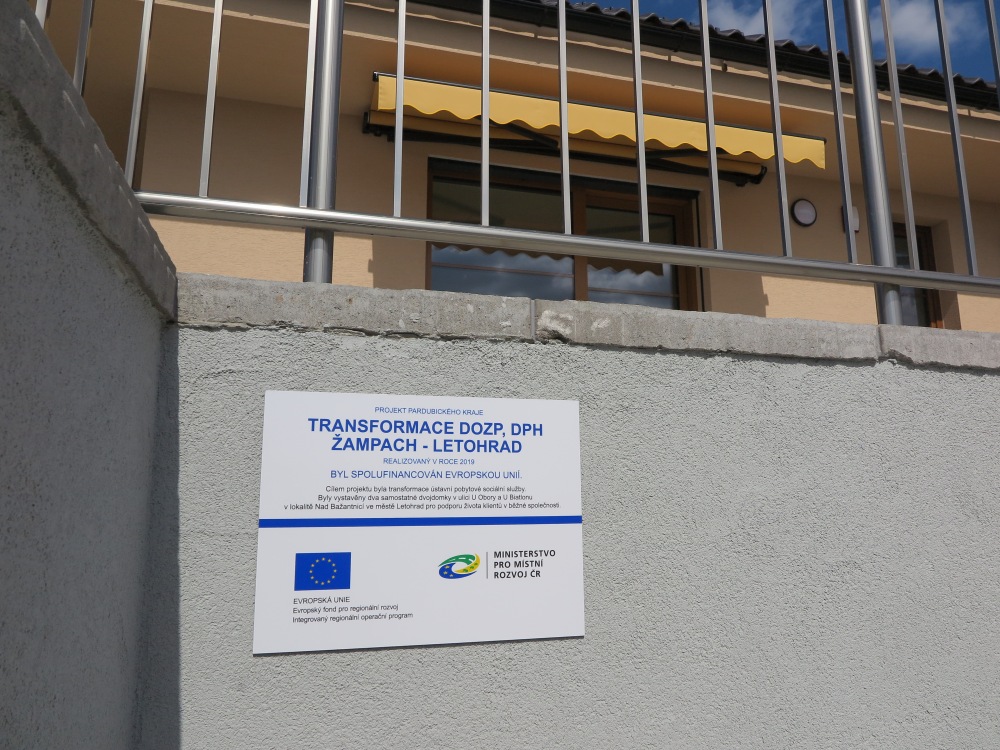 PROJEKT PARDUBICKÉHO KRAJE
TRANSFORMACE DOZP, DPH
ŽAMPACH - LETOHRAD
REALIZOVANÝ V ROCE 2019
BYL SPOLUFINANCOVÁN EVROPSKOU UNIÍ.
Cílem projektu byla transformace ústavní pobytové sociální služby.
Byly vystavěny dva samostatné dvojdomky v ulici U Obory a U Bistionu
v lokalitě Nad Bažantnicí ve městě Letohrad pro podporu života klientů v běžné společnosti.
EVROPSKÁ UNIE
Evropský fond pro regionální rozvoj
Integrovaný regionální operační program
MINISTERSTVO
PRO MÍSTNÍ
ROZVOJ ČR